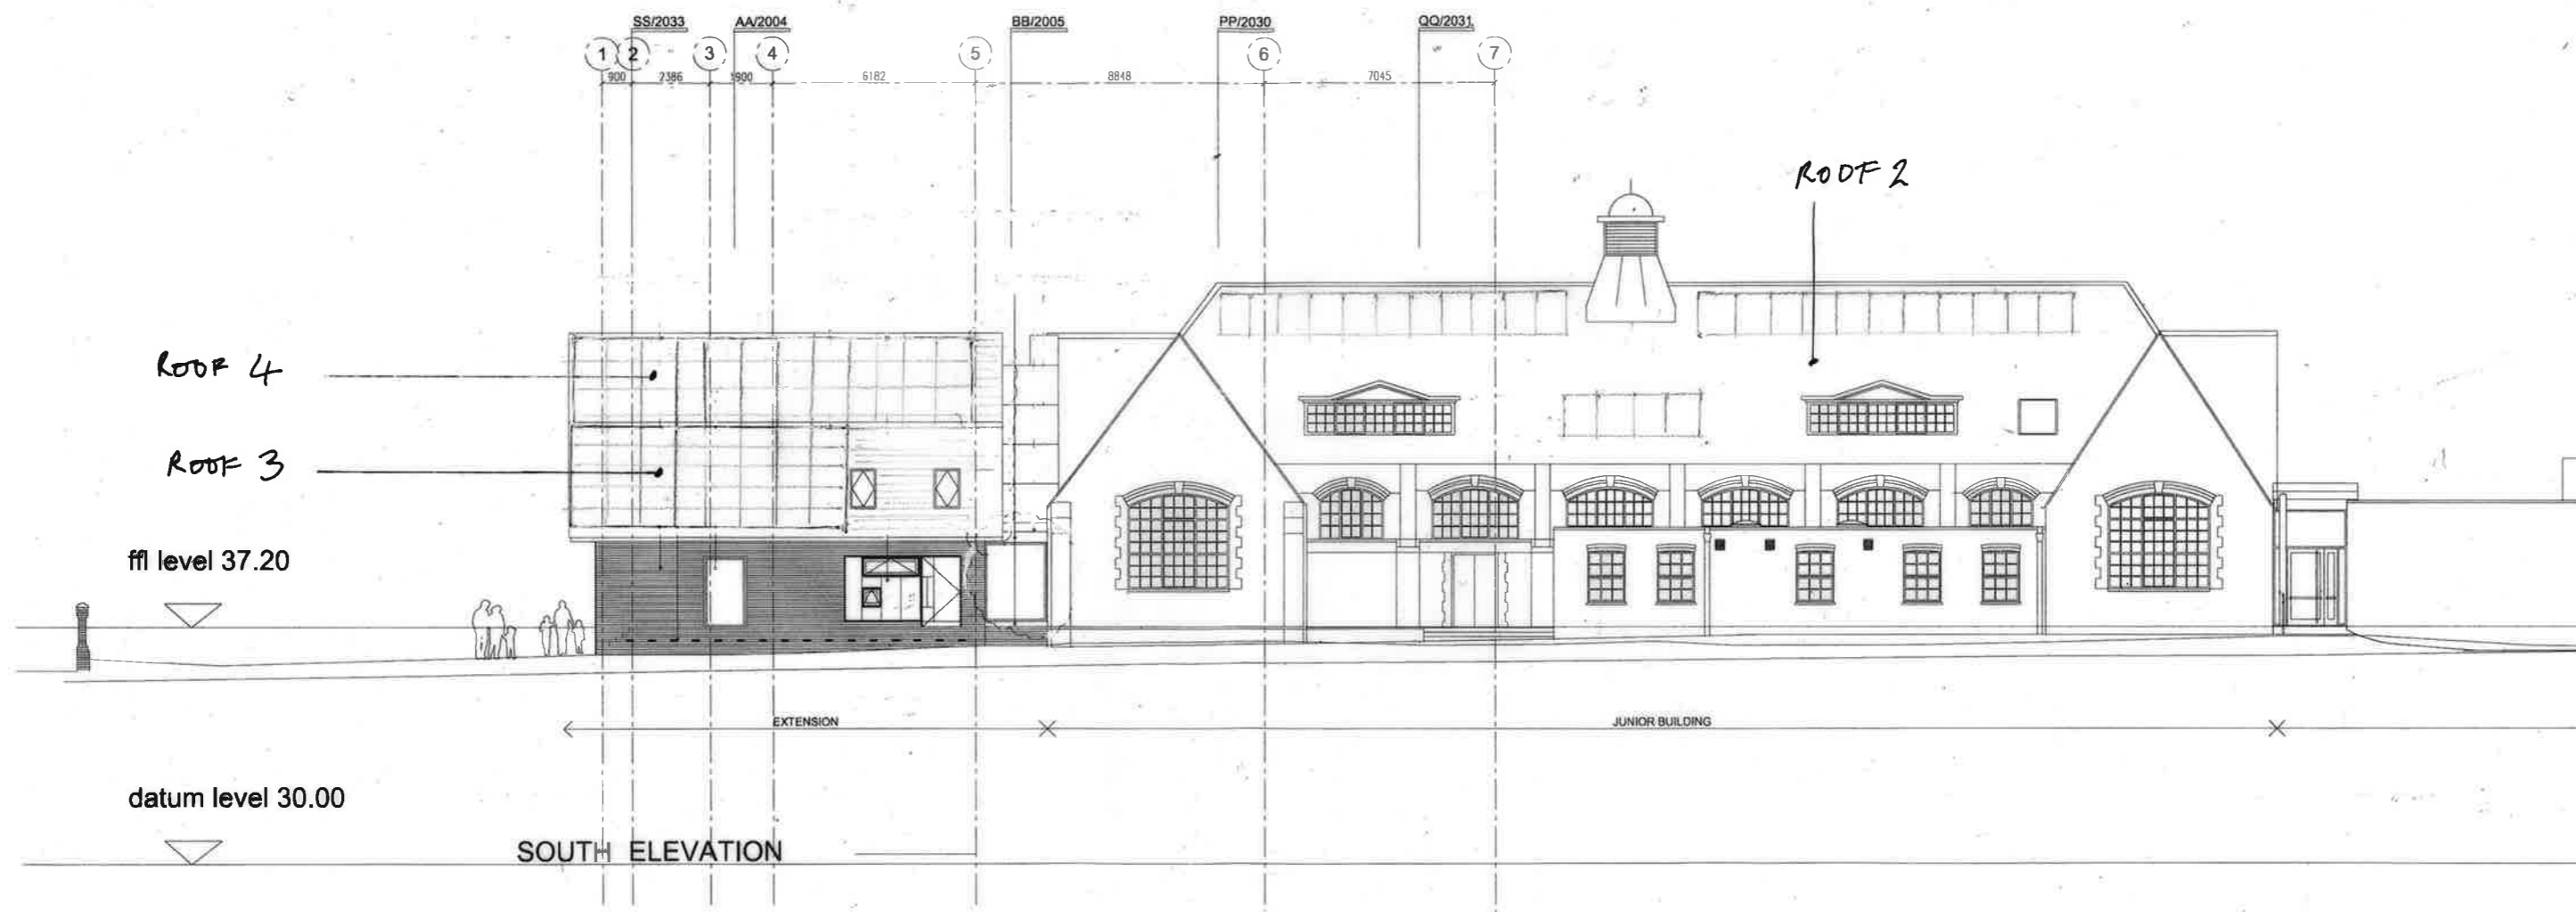 SS/2033 AA/2004 BB/2005 PP/2030 QQ/2031
1 2 3 4 5 6 7
900 2386 1900 6182 8848 7045
ROOF 2
ROOF 4
ROOF 3
ffl level 37.20
EXTENSION JUNIOR BUILDING
datum level 30.00
SOUTH ELEVATION